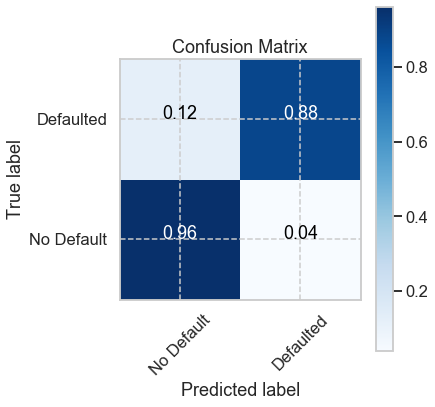 Confusion Matrix
True label
Defaulted
No Default
0.12
0.88
0.96
0.04
No Default
Defaulted
Predicted label
0.8
0.6
0.4
0.2